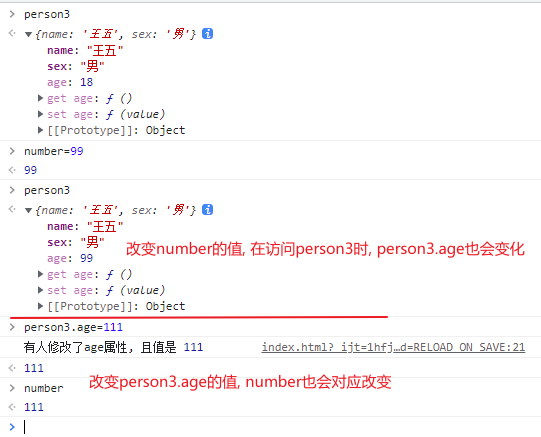 person3
{name: '王五', sex: '男'}
name: "王五"
sex: "男"
age: 18
get age: ƒ ()
set age: ƒ (value)
[[Prototype]]: Object
number=99
99
person3
{name: '王五', sex: '男'}
name: "王五"
sex: "男"
改变number的值, 在访问person3时, person3.age也会变化
age: 99
get age: ƒ ()
set age: ƒ (value)
[[Prototype]]: Object
person3.age=111
有人修改了age属性, 且值是 111 index.html?_ijt=1hfj…d=RELOAD_ON_SAVE:21
111
改变person3.age的值, number也会对应改变
number
111